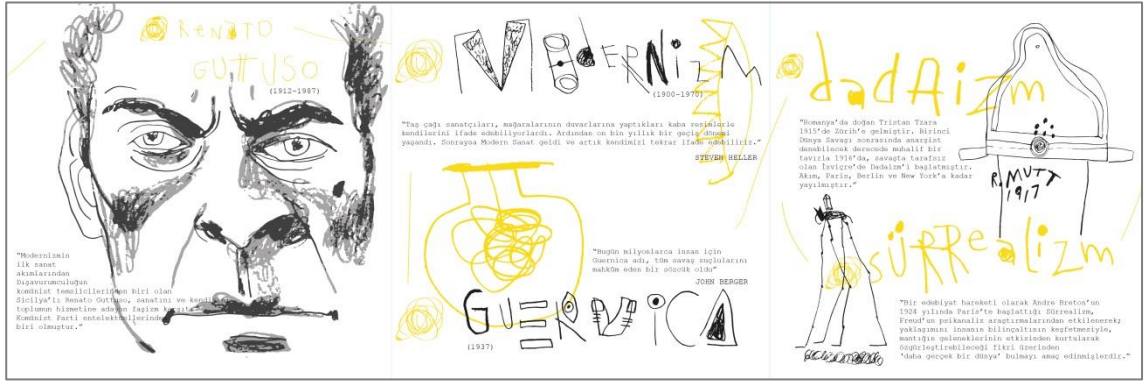 RENATO
GUTTUSO
(1912-1987)
"Modernizmin
ilk sanat
akımlarından
Dışavurumculuğun
komünist temsilcilerinden biri olan
Sicilya'lı Renato Guttuso, sanatını ve kendini
toplumun hizmetine adayan faşizm karşıtı
Komünist Parti entelektüellerinden
biri olmuştur."
MODERNiZM
(1900-1970)
"Taş çağı sanatçıları, mağaralarının duvarlarına yaptıkları kaba resimlerle
kendilerini ifade edebiliyorlardı. Ardından on bin yıllık bir geçiş dönemi
yaşandı. Sonraysa Modern Sanat geldi ve artık kendimizi tekrar ifade edebiliriz."
STEVEN HELLER
"Bugün milyonlarca insan için
Guernica adı, tüm savaş suçlularını
mahkûm eden bir sözcük oldu"
JOHN BERGER
GUERNiCA
(1937)
dadAizm
"Romanya'da doğan Tristan Tzara
1915'de Zürih'e gelmiştir. Birinci
Dünya Savaşı sonrasında anarşist
denebilecek derecede muhalif bir
tavırla 1916'da, savaşta tarafsız
olan İsviçre'de Dadaizm'i başlatmıştır.
Akım, Paris, Berlin ve New York'a kadar
yayılmıştır."
R.MUTT
1917
SÜRRealizm
"Bir edebiyat hareketi olarak Andre Breton'un
1924 yılında Paris'te başlattığı Sürrealizm,
Freud'un psikanaliz araştırmalarından etkilenerek;
yaklaşımını insanın bilinçaltısın keşfetmesiyle,
mantığın geleneklerinin etkisinden kurtularak
özgürleştirebileceği fikri üzerinden
'daha gerçek bir dünya' bulmayı amaç edinmişlerdir."